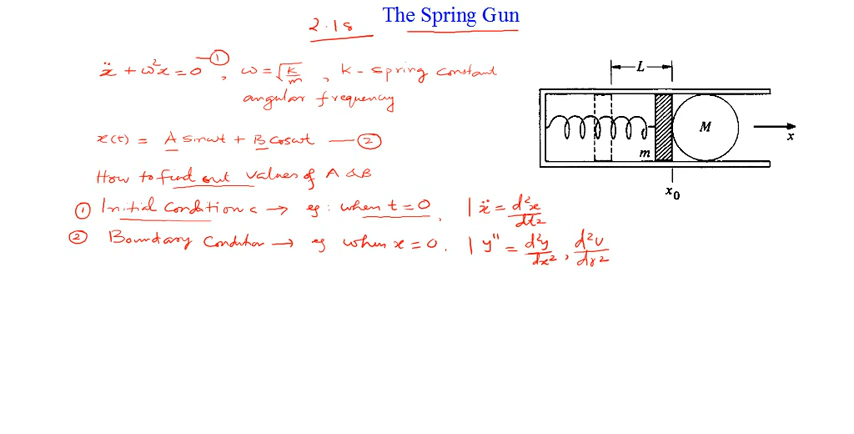 2.18 The Spring Gun
ẍ + ω²x = 0 —①, ω = √(k/m), k - spring constant
angular frequency
x(t) = A sinωt + B cosωt —②
How to find out values of A & B
① Initial Conditions → eg: when t = 0, | ẍ = d²x/dt²
② Boundary Condition → eg when x = 0. | y'' = d²y/dx², d²v/dr²
L
m
M
x
x₀